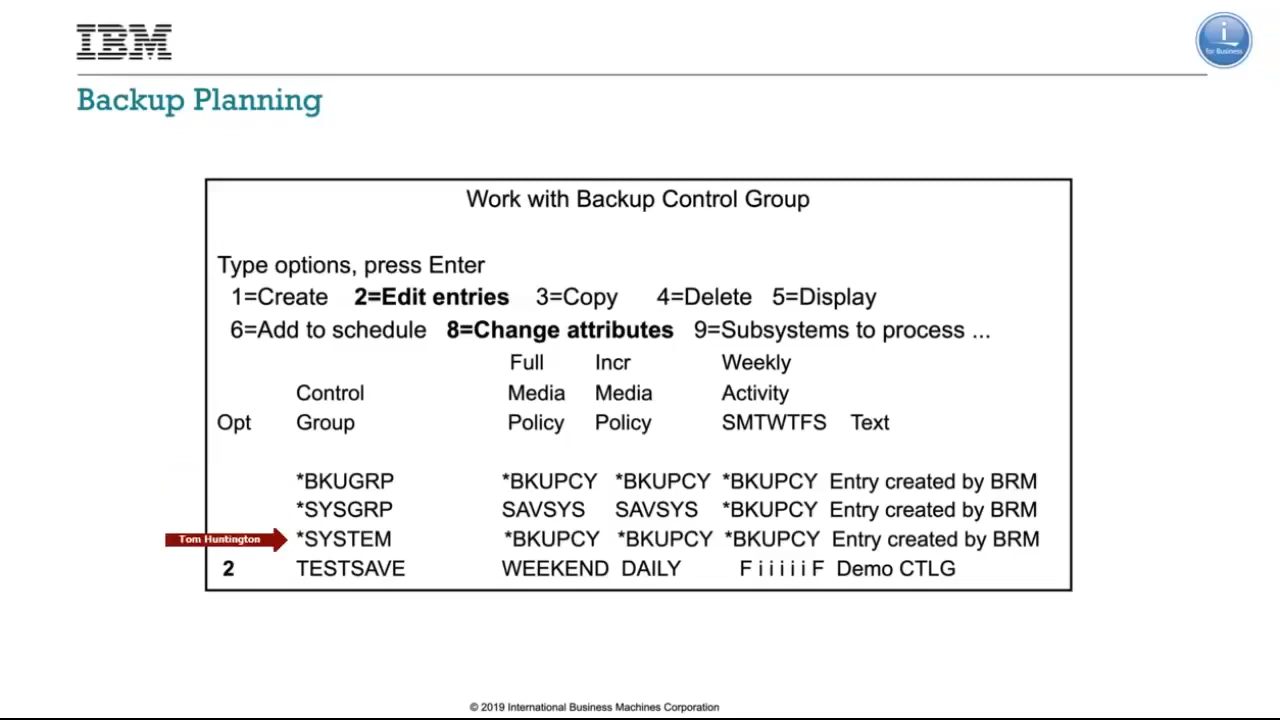 IBM
i
for Business
Backup Planning
Work with Backup Control Group
Type options, press Enter
1=Create 2=Edit entries 3=Copy 4=Delete 5=Display
6=Add to schedule 8=Change attributes 9=Subsystems to process ...
Full Incr Weekly
Control Media Media Activity
Opt Group Policy Policy SMTWTFS Text
*BKUGRP *BKUPCY *BKUPCY *BKUPCY Entry created by BRM
*SYSGRP SAVSYS SAVSYS *BKUPCY Entry created by BRM
Tom Huntington *SYSTEM *BKUPCY *BKUPCY *BKUPCY Entry created by BRM
2 TESTSAVE WEEKEND DAILY F i i i i i F Demo CTLG
© 2019 International Business Machines Corporation